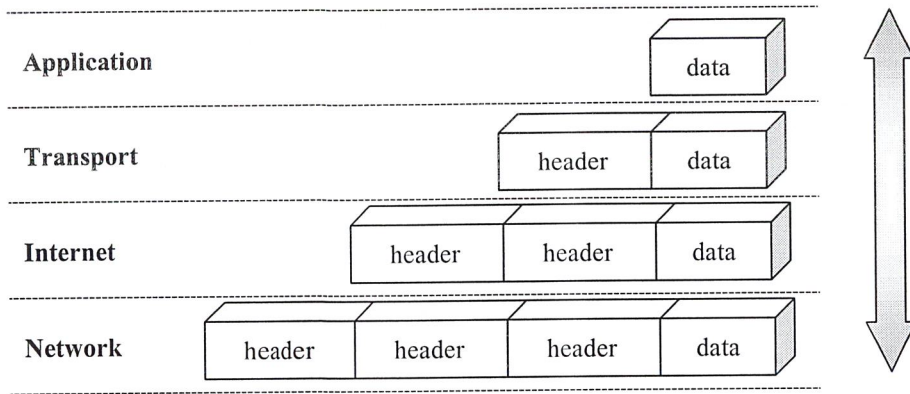 Application data
Transport header data
Internet header header data
Network header header header data